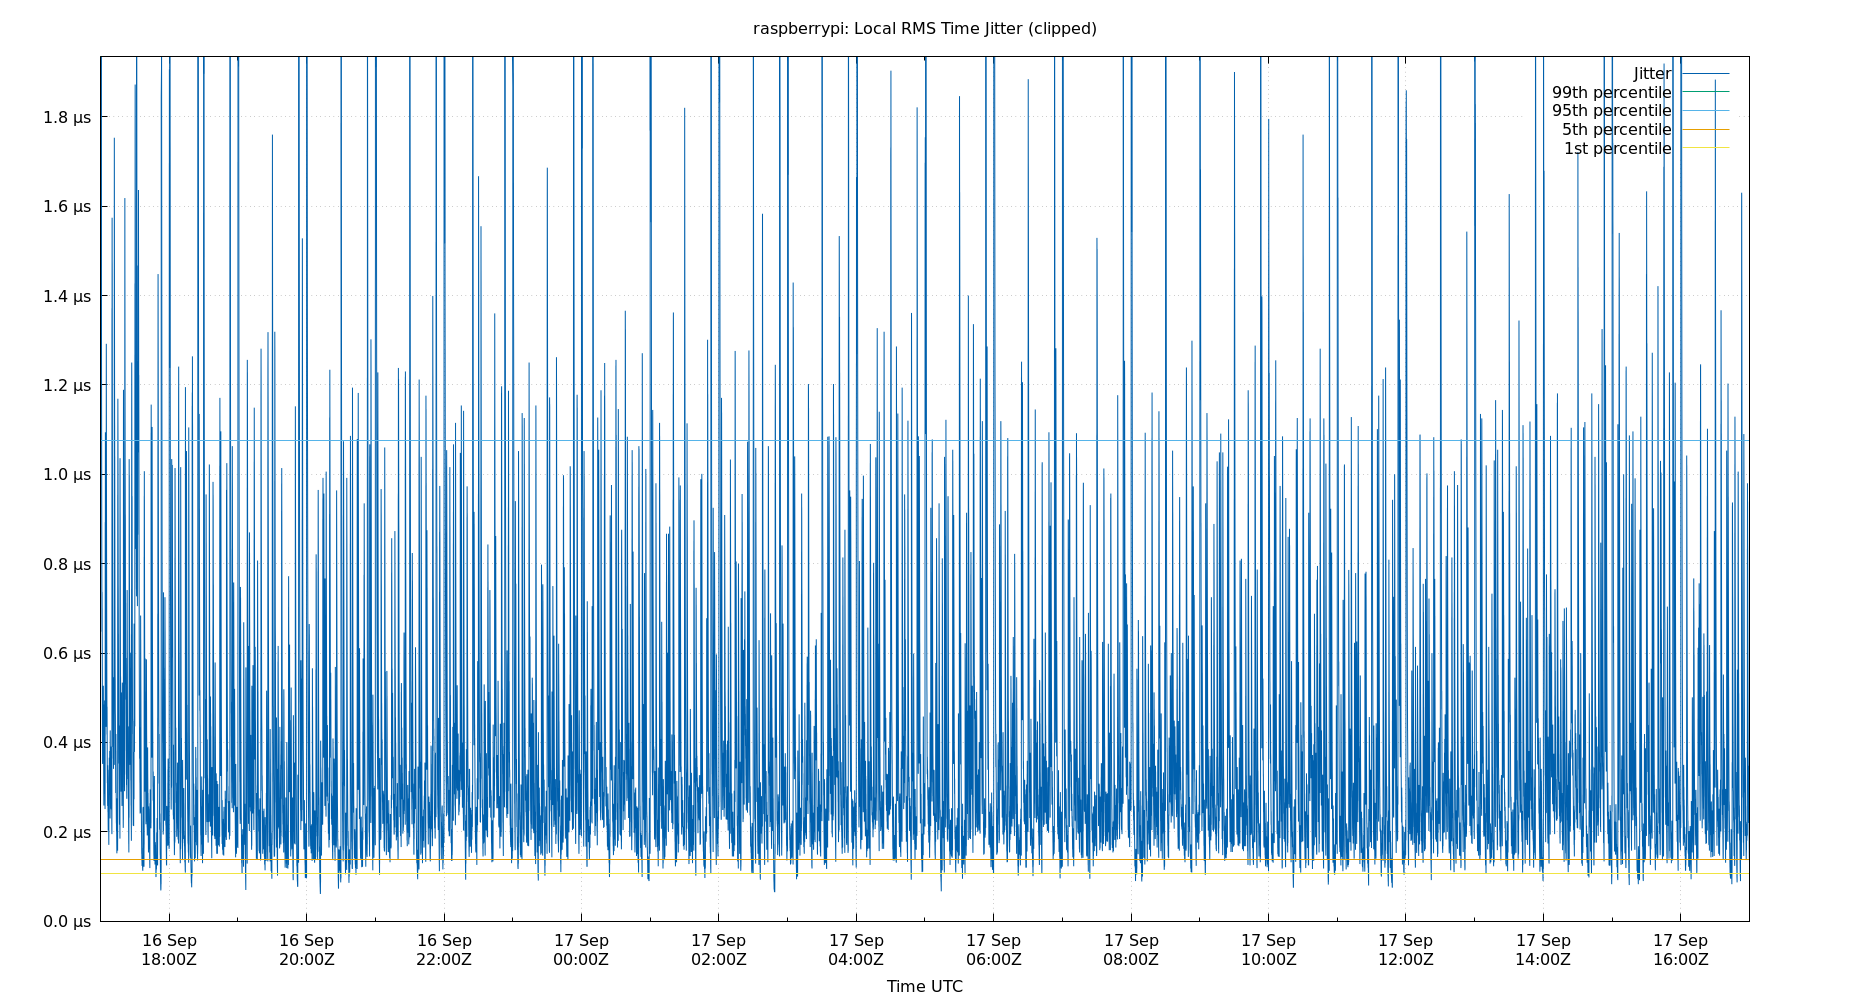 raspberrypi: Local RMS Time Jitter (clipped)
Jitter
99th percentile
95th percentile
5th percentile
1st percentile
1.8 µs
1.6 µs
1.4 µs
1.2 µs
1.0 µs
0.8 µs
0.6 µs
0.4 µs
0.2 µs
0.0 µs
16 Sep 16 Sep 16 Sep 17 Sep 17 Sep 17 Sep 17 Sep 17 Sep 17 Sep 17 Sep 17 Sep 17 Sep
18:00Z 20:00Z 22:00Z 00:00Z 02:00Z 04:00Z 06:00Z 08:00Z 10:00Z 12:00Z 14:00Z 16:00Z
Time UTC